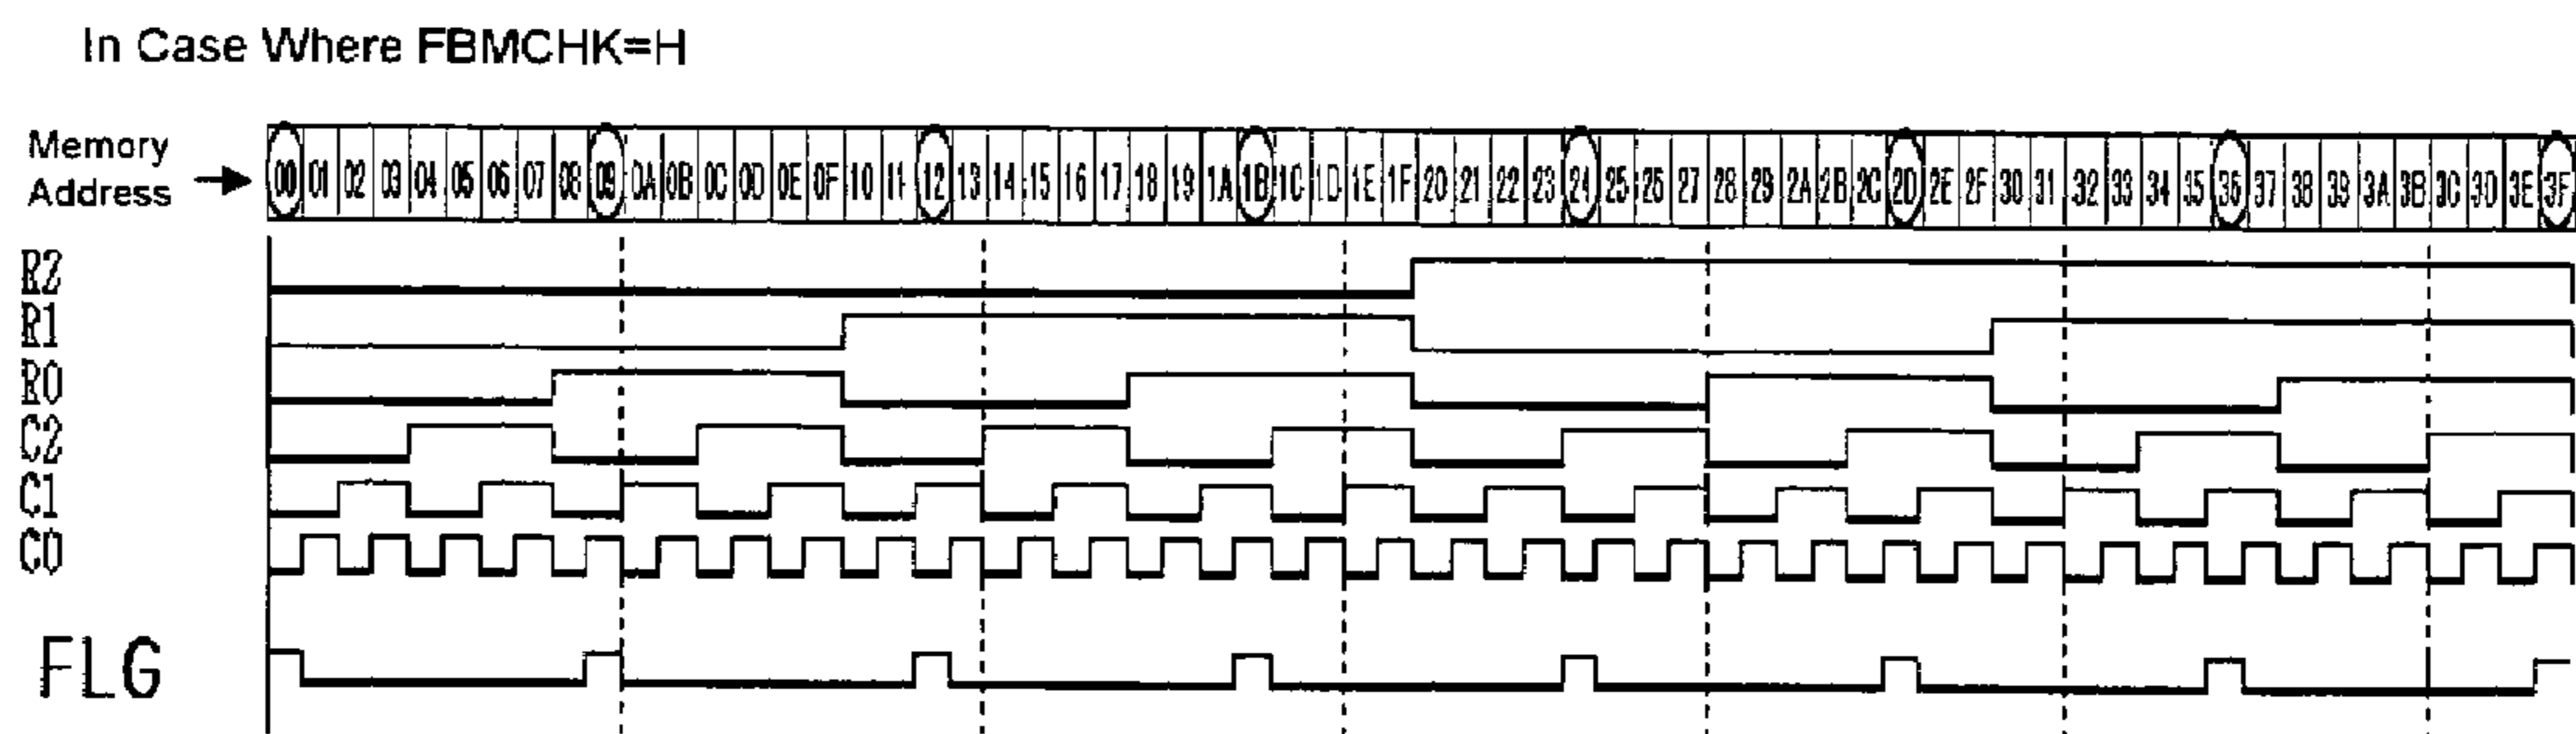 In Case Where FBMCHK=H
Memory
Address
00 01 02 03 04 05 06 07 08 09 0A 0B 0C 0D 0E 0F 10 11 12 13 14 15 16 17 18 19 1A 1B 1C 1D 1E 1F 20 21 22 23 24 25 26 27 28 29 2A 2B 2C 2D 2E 2F 30 31 32 33 34 35 36 37 38 39 3A 3B 3C 3D 3E 3F
R2
R1
R0
C2
C1
C0
FLG